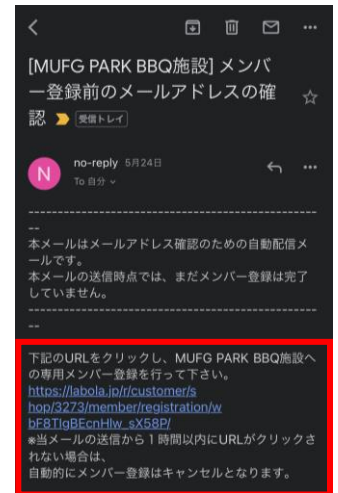 [MUFG PARK BBQ施設] メンバ
ー登録前のメールアドレスの確
認 受信トレイ
N
no-reply 5月24日
To 自分
------------------------------------------------
--
本メールはメールアドレス確認のための自動配信メ
ールです。
本メールの送信時点では、まだメンバー登録は完了
していません。
------------------------------------------------
--
下記のURLをクリックし、MUFG PARK BBQ施設へ
の専用メンバー登録を行って下さい。
https://labola.jp/r/customer/s
hop/3273/member/registration/w
bF8TIgBEcnHlw_sX58P/
※当メールの送信から１時間以内にURLがクリックさ
れない場合は、
自動的にメンバー登録はキャンセルとなります。